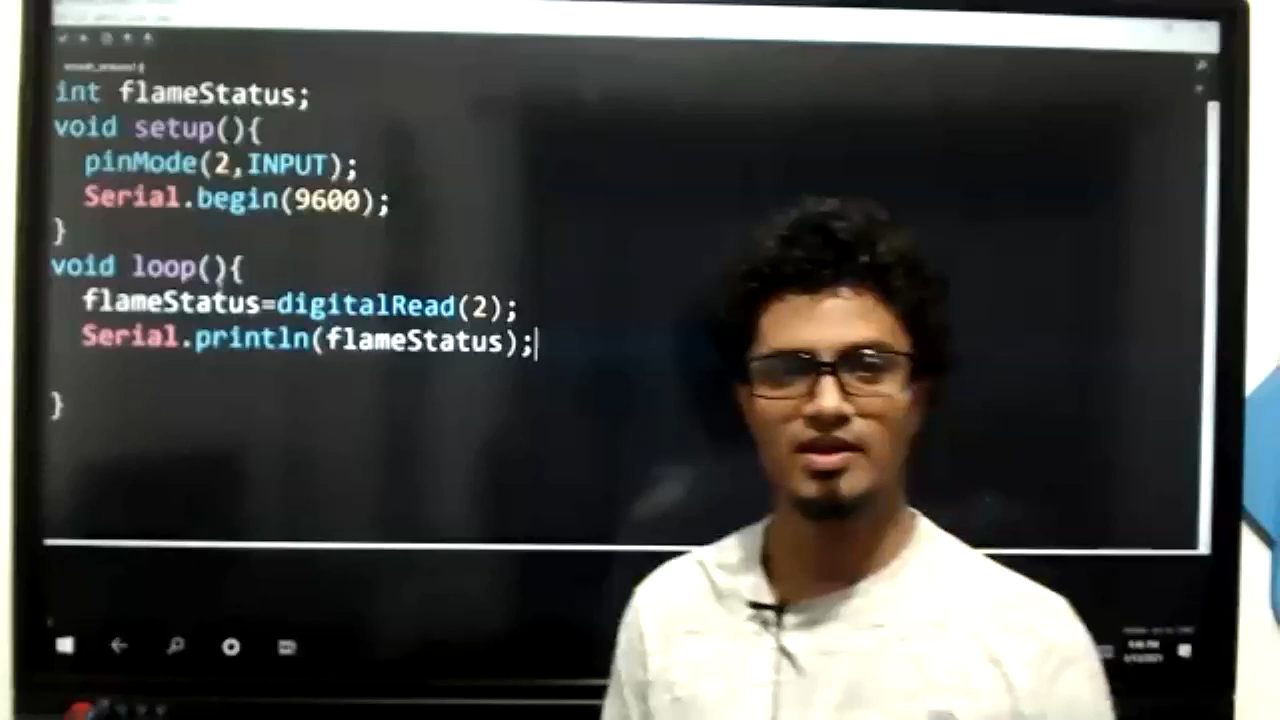 int flameStatus;
void setup(){
pinMode(2,INPUT);
Serial.begin(9600);
}
void loop(){
flameStatus=digitalRead(2);
Serial.println(flameStatus);
}